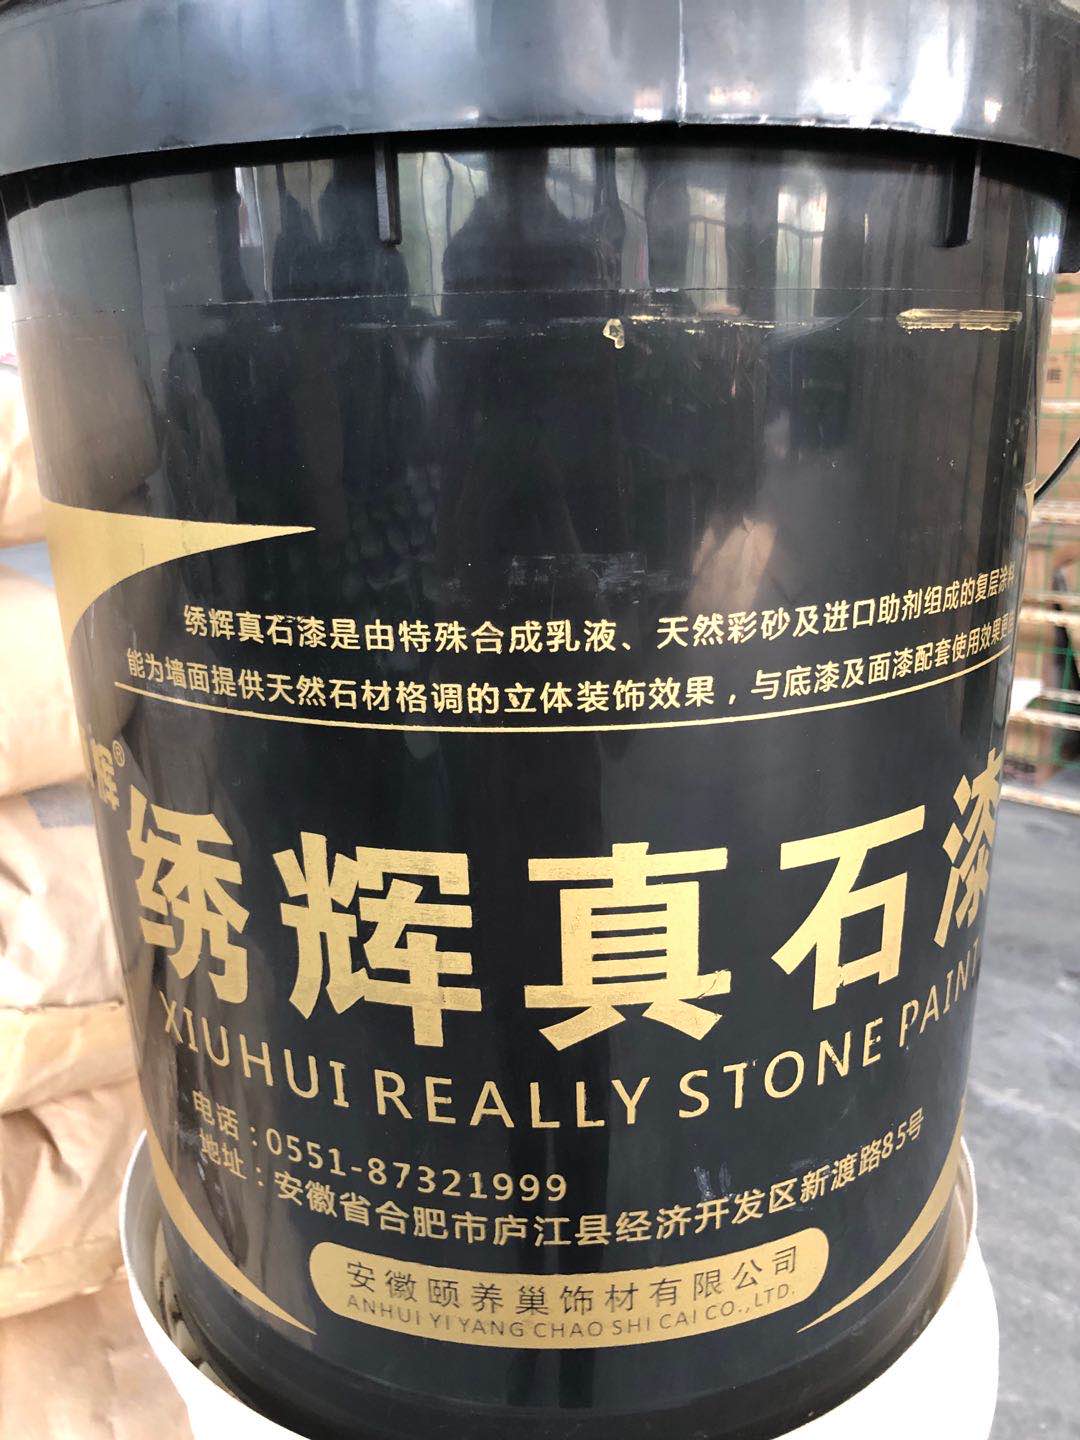 绣辉真石漆是由特殊合成乳液、天然彩砂及进口助剂组成的复层涂料
能为墙面提供天然石材格调的立体装饰效果，与底漆及面漆配套使用效果更
辉®
绣辉真石漆
XIUHUI REALLY STONE PAINT
电话：0551-87321999
地址：安徽省合肥市庐江县经济开发区新渡路85号
安徽颐养巢饰材有限公司
ANHUI YI YANG CHAO SHI CAI CO.,LTD.